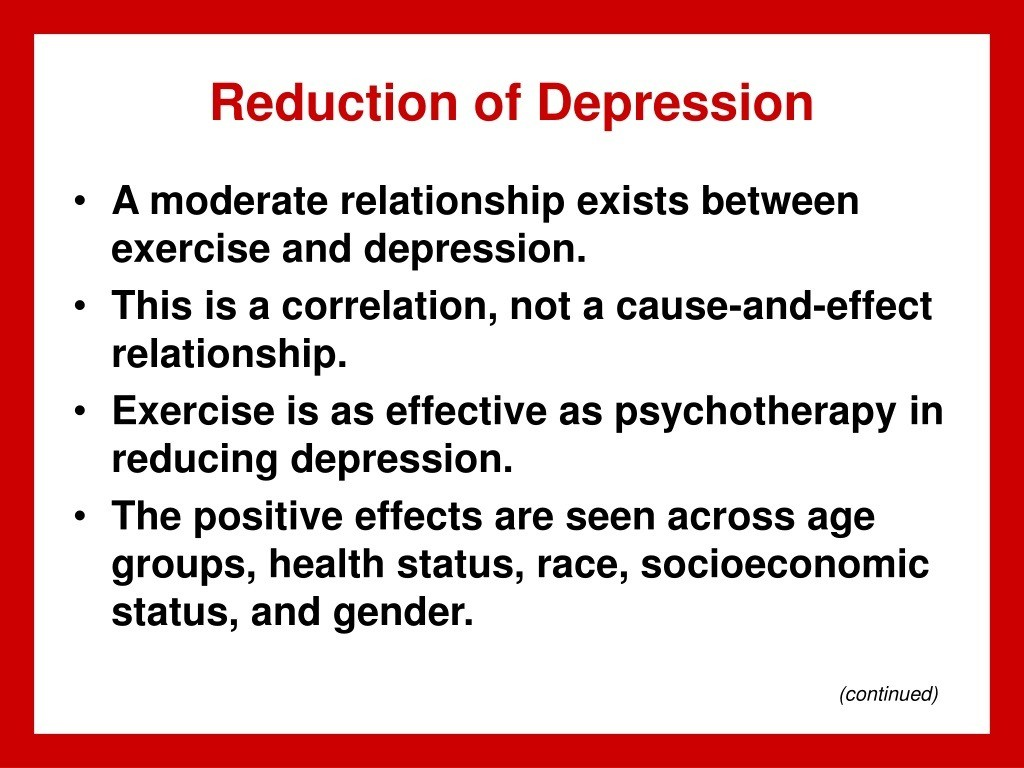 Reduction of Depression
• A moderate relationship exists between
exercise and depression.
• This is a correlation, not a cause-and-effect
relationship.
• Exercise is as effective as psychotherapy in
reducing depression.
• The positive effects are seen across age
groups, health status, race, socioeconomic
status, and gender.
(continued)